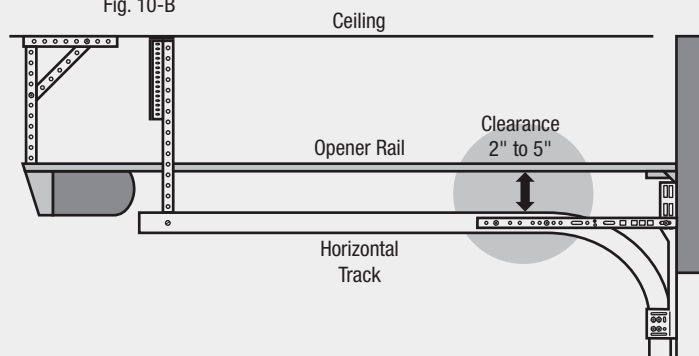 Fig. 10-B
Ceiling
Clearance
2" to 5"
Opener Rail
Horizontal
Track